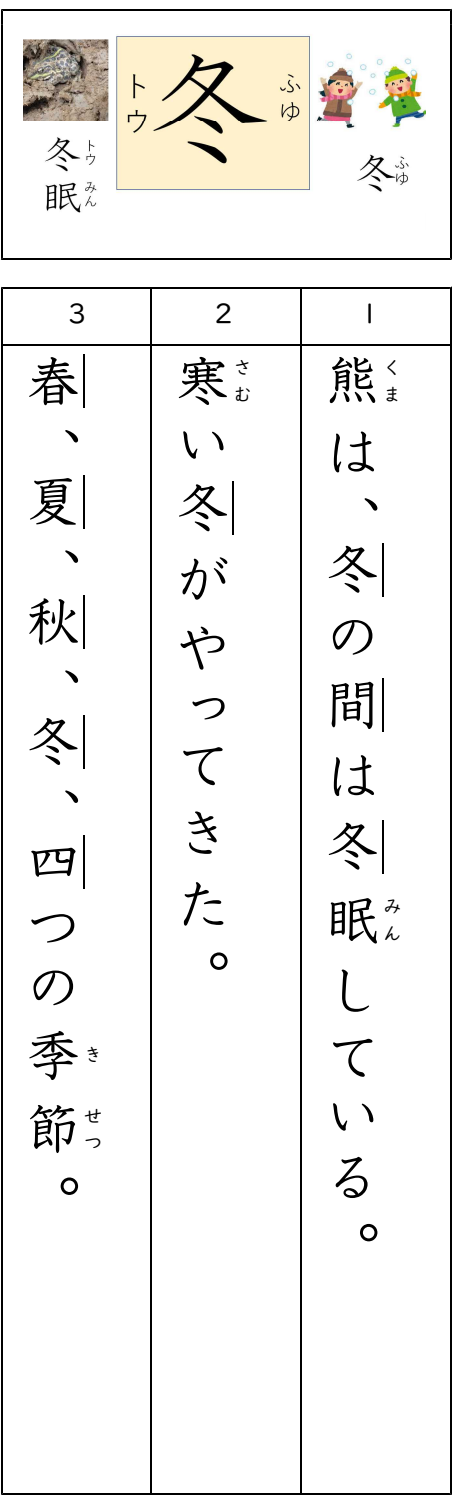 冬
ふゆ
トウ
冬
ふゆ
冬眠
トウみん
1
熊は、冬の間は冬眠している。
くま
みん
2
寒い冬がやってきた。
さむ
3
春、夏、秋、冬、四つの季節。
き
せつ